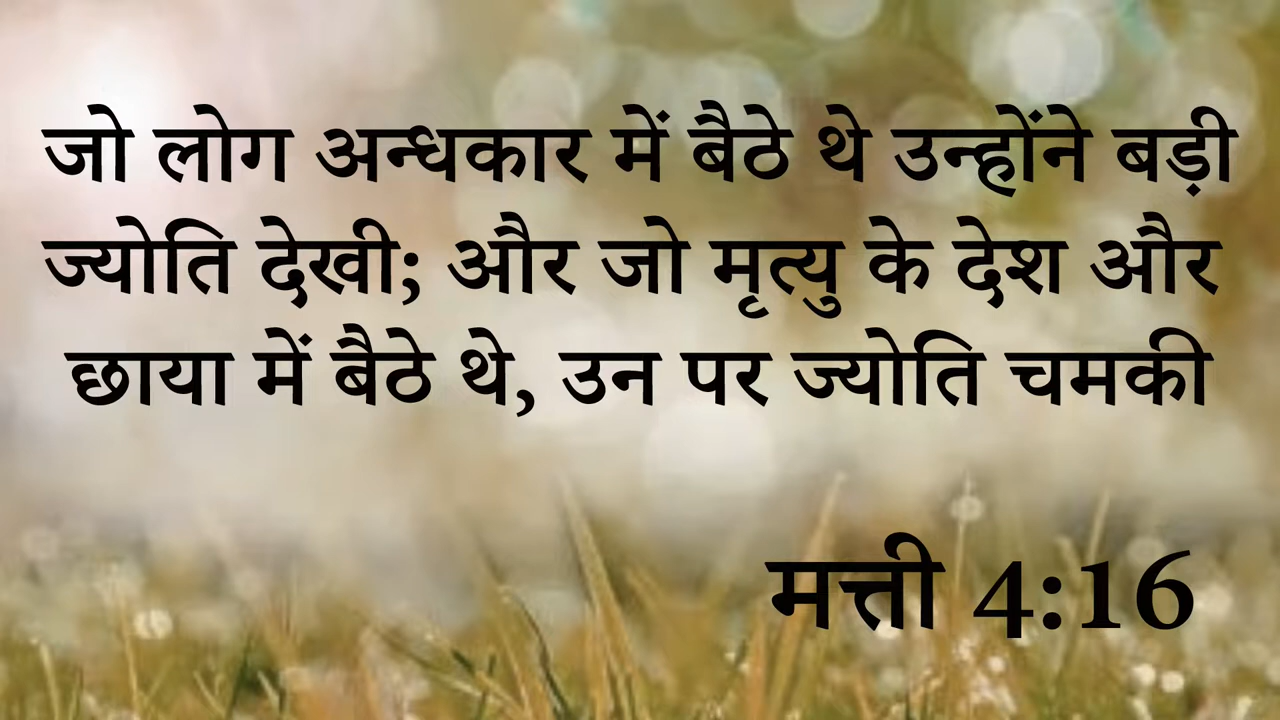 जो लोग अन्धकार में बैठे थे उन्होंने बड़ी
ज्योति देखी; और जो मृत्यु के देश और
छाया में बैठे थे, उन पर ज्योति चमकी
मत्ती 4:16